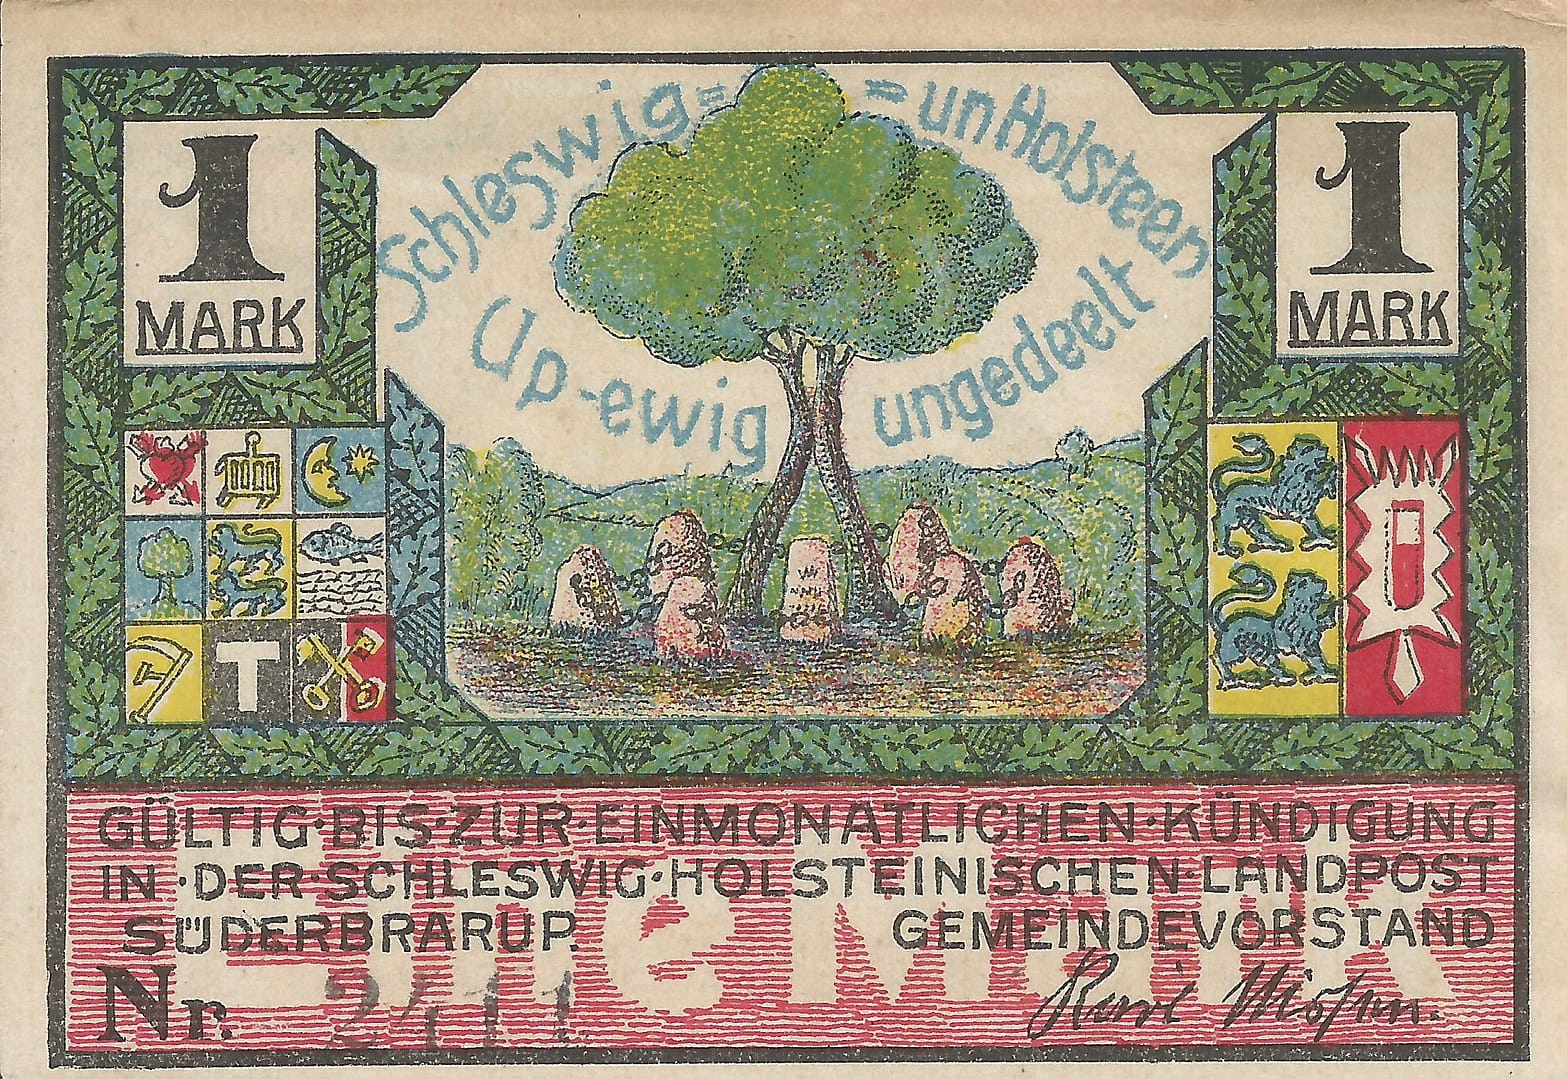 Schleswig = = un Holsteen
Up-ewig ungedeelt
1
MARK
1
MARK
T
GÜLTIG·BIS·ZUR·EINMONATLICHEN·KÜNDIGUNG
IN·DER·SCHLESWIG·HOLSTEINISCHEN·LANDPOST
SÜDERBRARUP. GEMEINDEVORSTAND
Nr. 2411